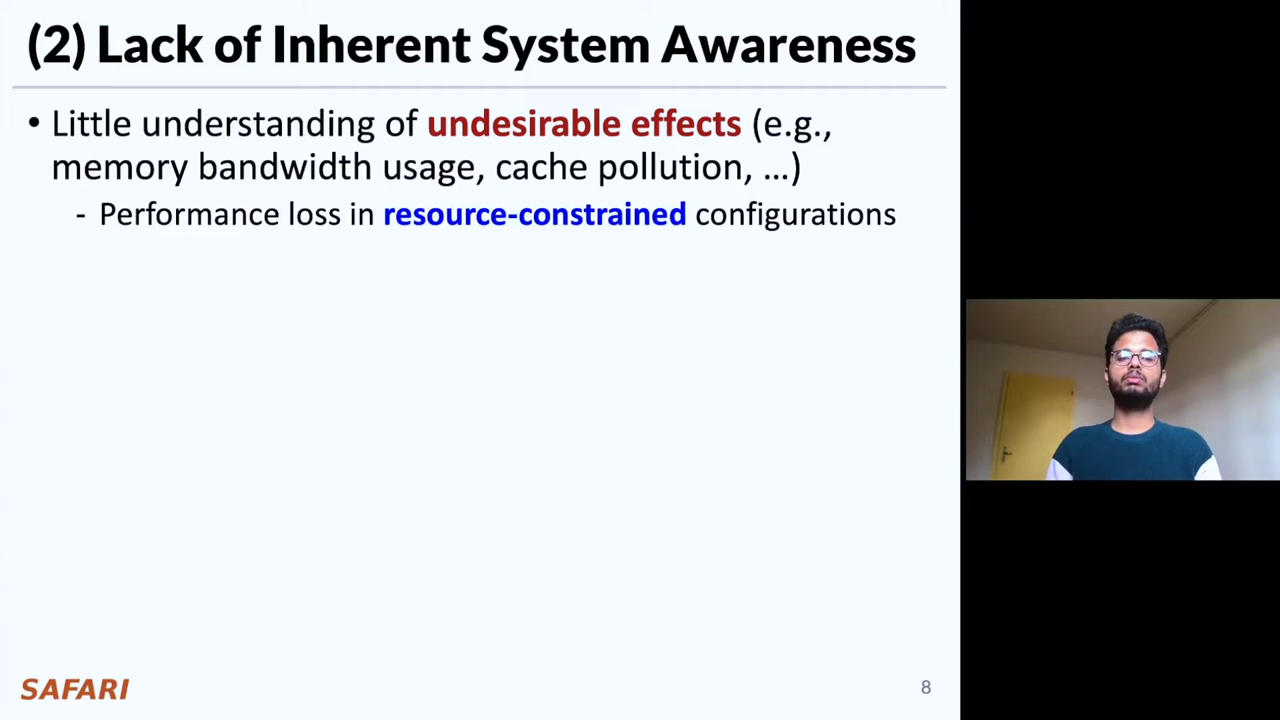 (2) Lack of Inherent System Awareness
• Little understanding of undesirable effects (e.g.,
memory bandwidth usage, cache pollution, …)
- Performance loss in resource-constrained configurations
SAFARI
8